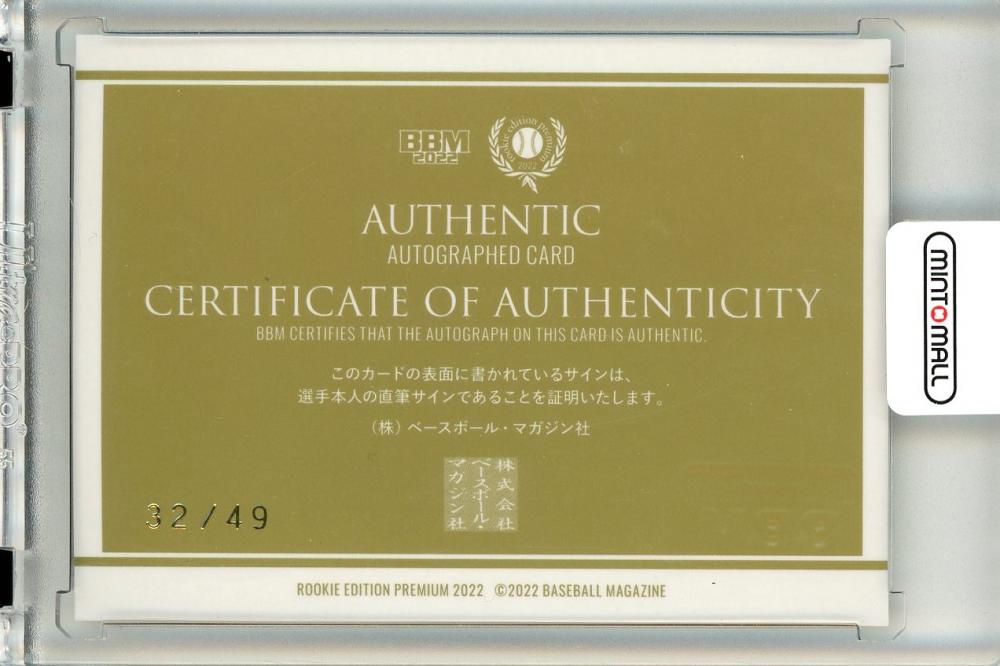 BBM
2022
rookie edition premium
2022
AUTHENTIC
AUTOGRAPHED CARD
CERTIFICATE OF AUTHENTICITY
BBM CERTIFIES THAT THE AUTOGRAPH ON THIS CARD IS AUTHENTIC.
このカードの表面に書かれているサインは、
選手本人の直筆サインであることを証明いたします。
（株）ベースボール・マガジン社
株式会社
ベースボール・
マガジン社
32/49
ROOKIE EDITION PREMIUM 2022 ©2022 BASEBALL MAGAZINE
MINTOMALL
UltraPRO